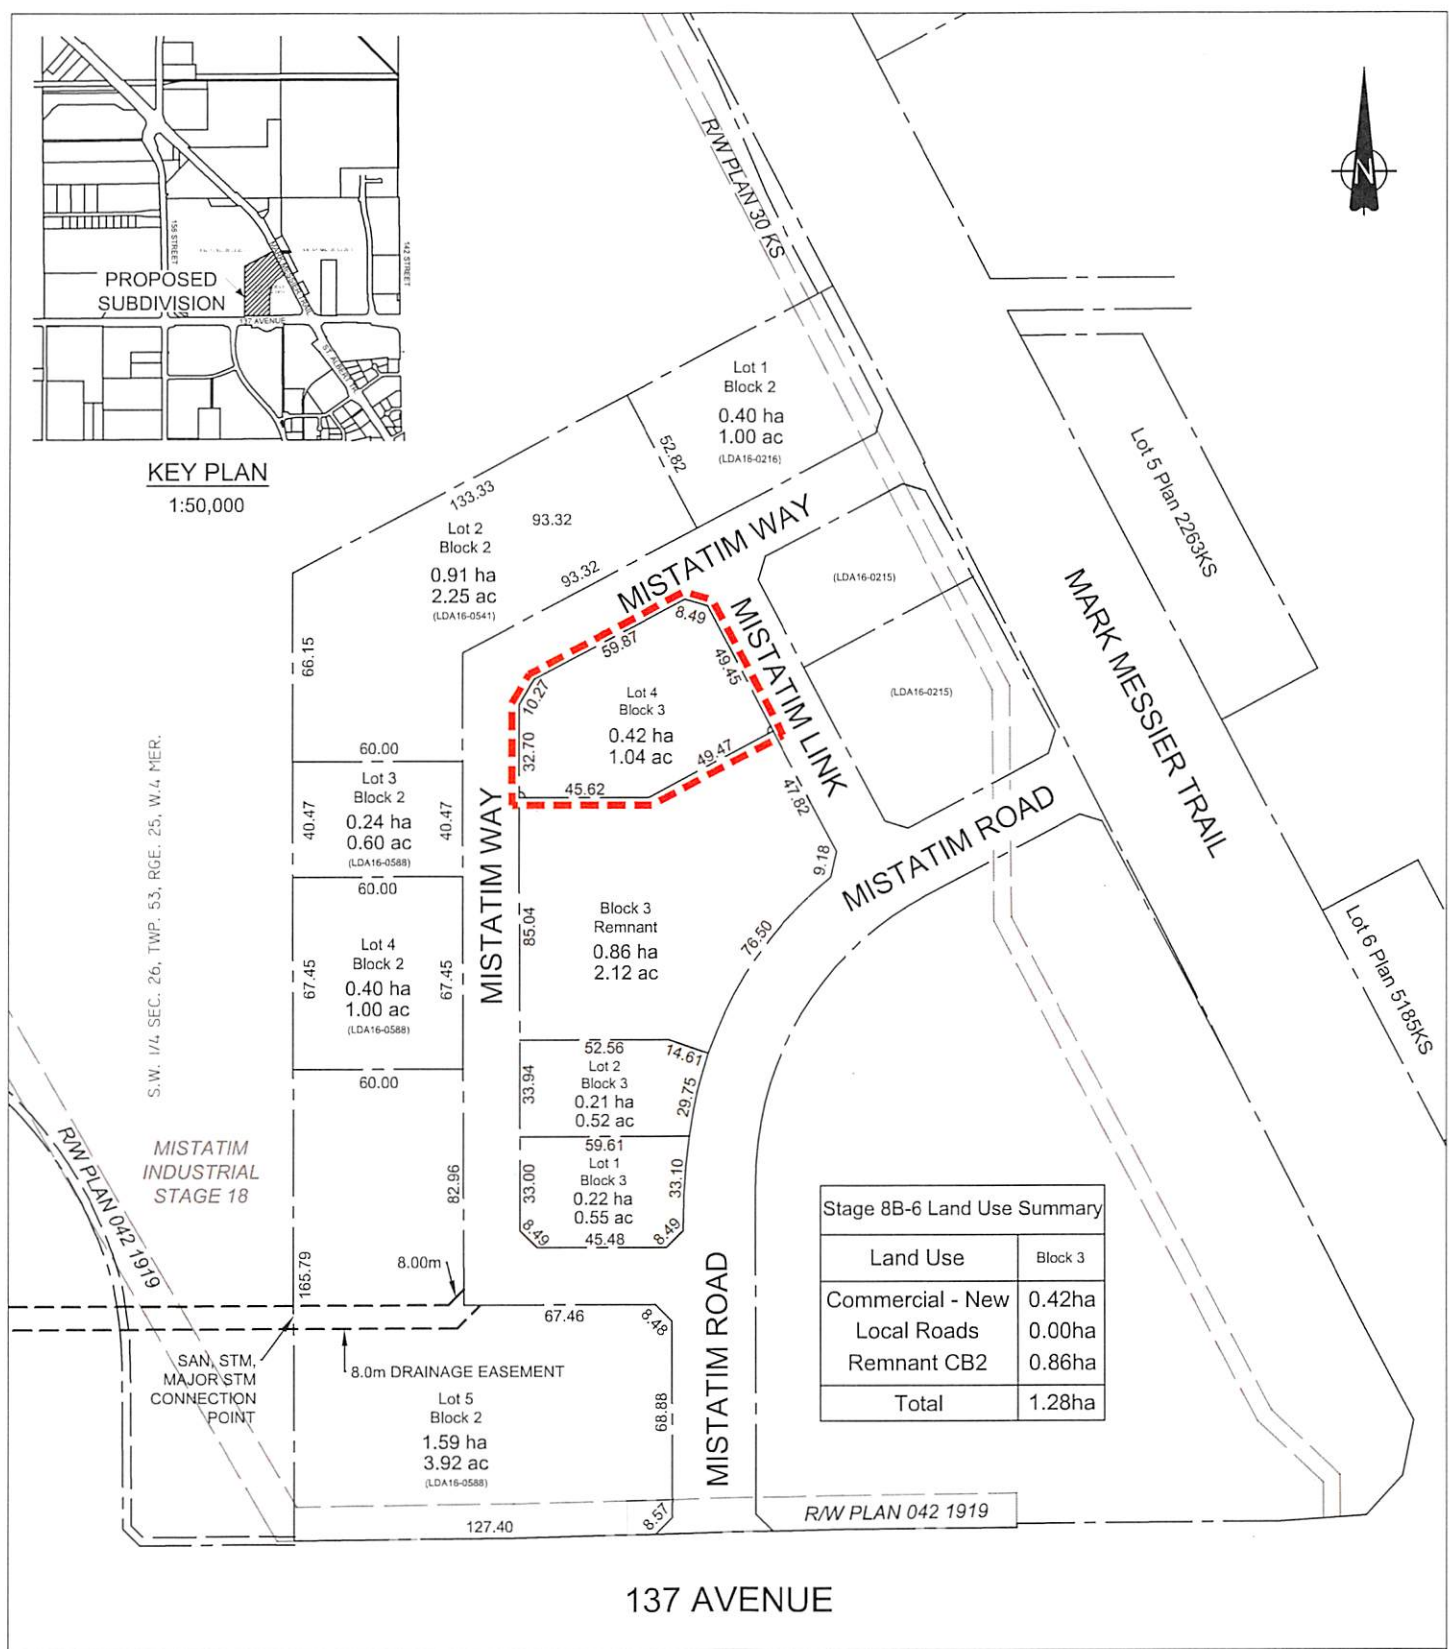 156 STREET
142 STREET
MARK MESSIER TRAIL
PROPOSED
SUBDIVISION
137 AVENUE
ST. ALBERT TR.
KEY PLAN
1:50,000
N
R/W PLAN 30 KS
Lot 1
Block 2
0.40 ha
1.00 ac
(LDA16-0216)
52.82
133.33
93.32
Lot 2
Block 2
0.91 ha
2.25 ac
(LDA16-0541)
93.32
66.15
MISTATIM WAY
MISTATIM LINK
(LDA16-0215)
(LDA16-0215)
Lot 5 Plan 2263KS
MARK MESSIER TRAIL
Lot 6 Plan 5185KS
8.49
59.87
49.45
10.27
Lot 4
Block 3
0.42 ha
1.04 ac
32.70
49.47
45.62
47.82
9.18
MISTATIM ROAD
60.00
Lot 3
Block 2
0.24 ha
0.60 ac
(LDA16-0588)
40.47
40.47
60.00
MISTATIM WAY
Lot 4
Block 2
0.40 ha
1.00 ac
(LDA16-0588)
67.45
67.45
60.00
S.W. 1/4 SEC. 26, TWP. 53, RGE. 25, W.4 MER.
85.04
Block 3
Remnant
0.86 ha
2.12 ac
76.50
52.56
14.61
Lot 2
Block 3
0.21 ha
0.52 ac
33.94
29.75
59.61
Lot 1
Block 3
0.22 ha
0.55 ac
33.00
33.10
8.49
45.48
8.49
MISTATIM
INDUSTRIAL
STAGE 18
R/W PLAN 042 1919
82.96
165.79
8.00m
67.46
8.48
SAN, STM,
MAJOR STM
CONNECTION
POINT
8.0m DRAINAGE EASEMENT
Lot 5
Block 2
1.59 ha
3.92 ac
(LDA16-0588)
68.88
8.57
127.40
MISTATIM ROAD
Stage 8B-6 Land Use Summary
Land Use Block 3
Commercial - New 0.42ha
Local Roads 0.00ha
Remnant CB2 0.86ha
Total 1.28ha
R/W PLAN 042 1919
137 AVENUE